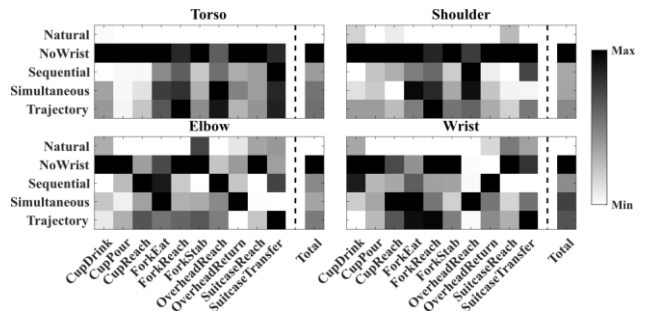 Torso
Shoulder
Natural
NoWrist
Sequential
Simultaneous
Trajectory
Max
Min
Elbow
Wrist
Natural
NoWrist
Sequential
Simultaneous
Trajectory
CupDrink
CupPour
CupReach
ForkEat
ForkReach
ForkStab
OverheadReach
OverheadReturn
SuitcaseReach
SuitcaseTransfer
Total
CupDrink
CupPour
CupReach
ForkEat
ForkReach
ForkStab
OverheadReach
OverheadReturn
SuitcaseReach
SuitcaseTransfer
Total